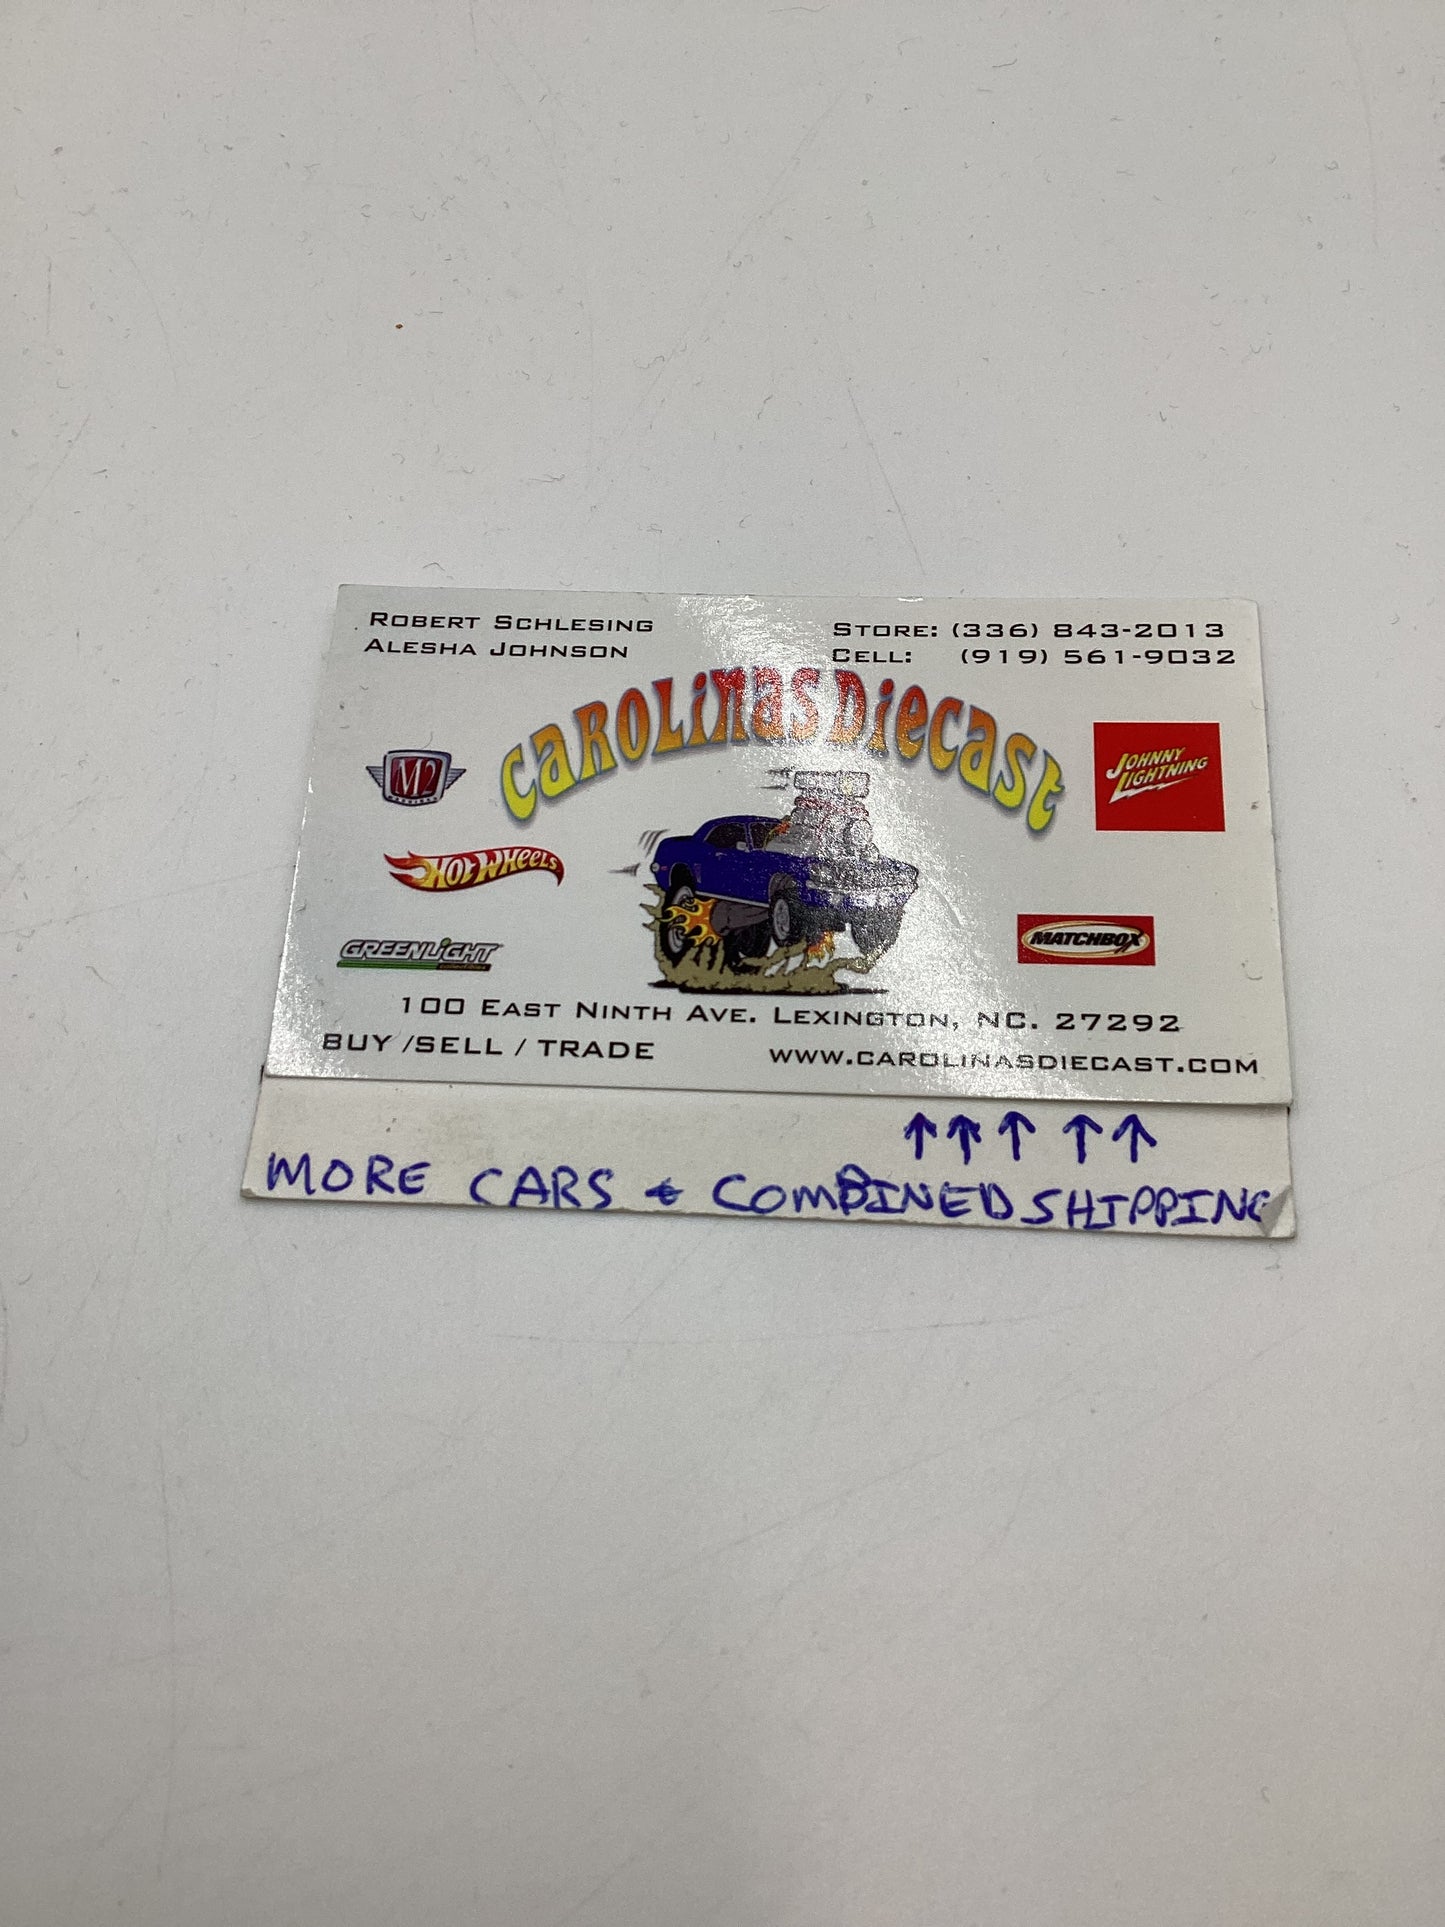 ROBERT SCHLESING
ALESHA JOHNSON
STORE: (336) 843-2013
CELL: (919) 561-9032
CAROLINAS DIECAST
M2
JOHNNY
LIGHTNING
HOT WHEELS
GREENLIGHT
MATCHBOX
100 EAST NINTH AVE. LEXINGTON, NC. 27292
BUY /SELL / TRADE
WWW.CAROLINASDIECAST.COM
↑↑↑ ↑↑
MORE CARS & COMBINED SHIPPING